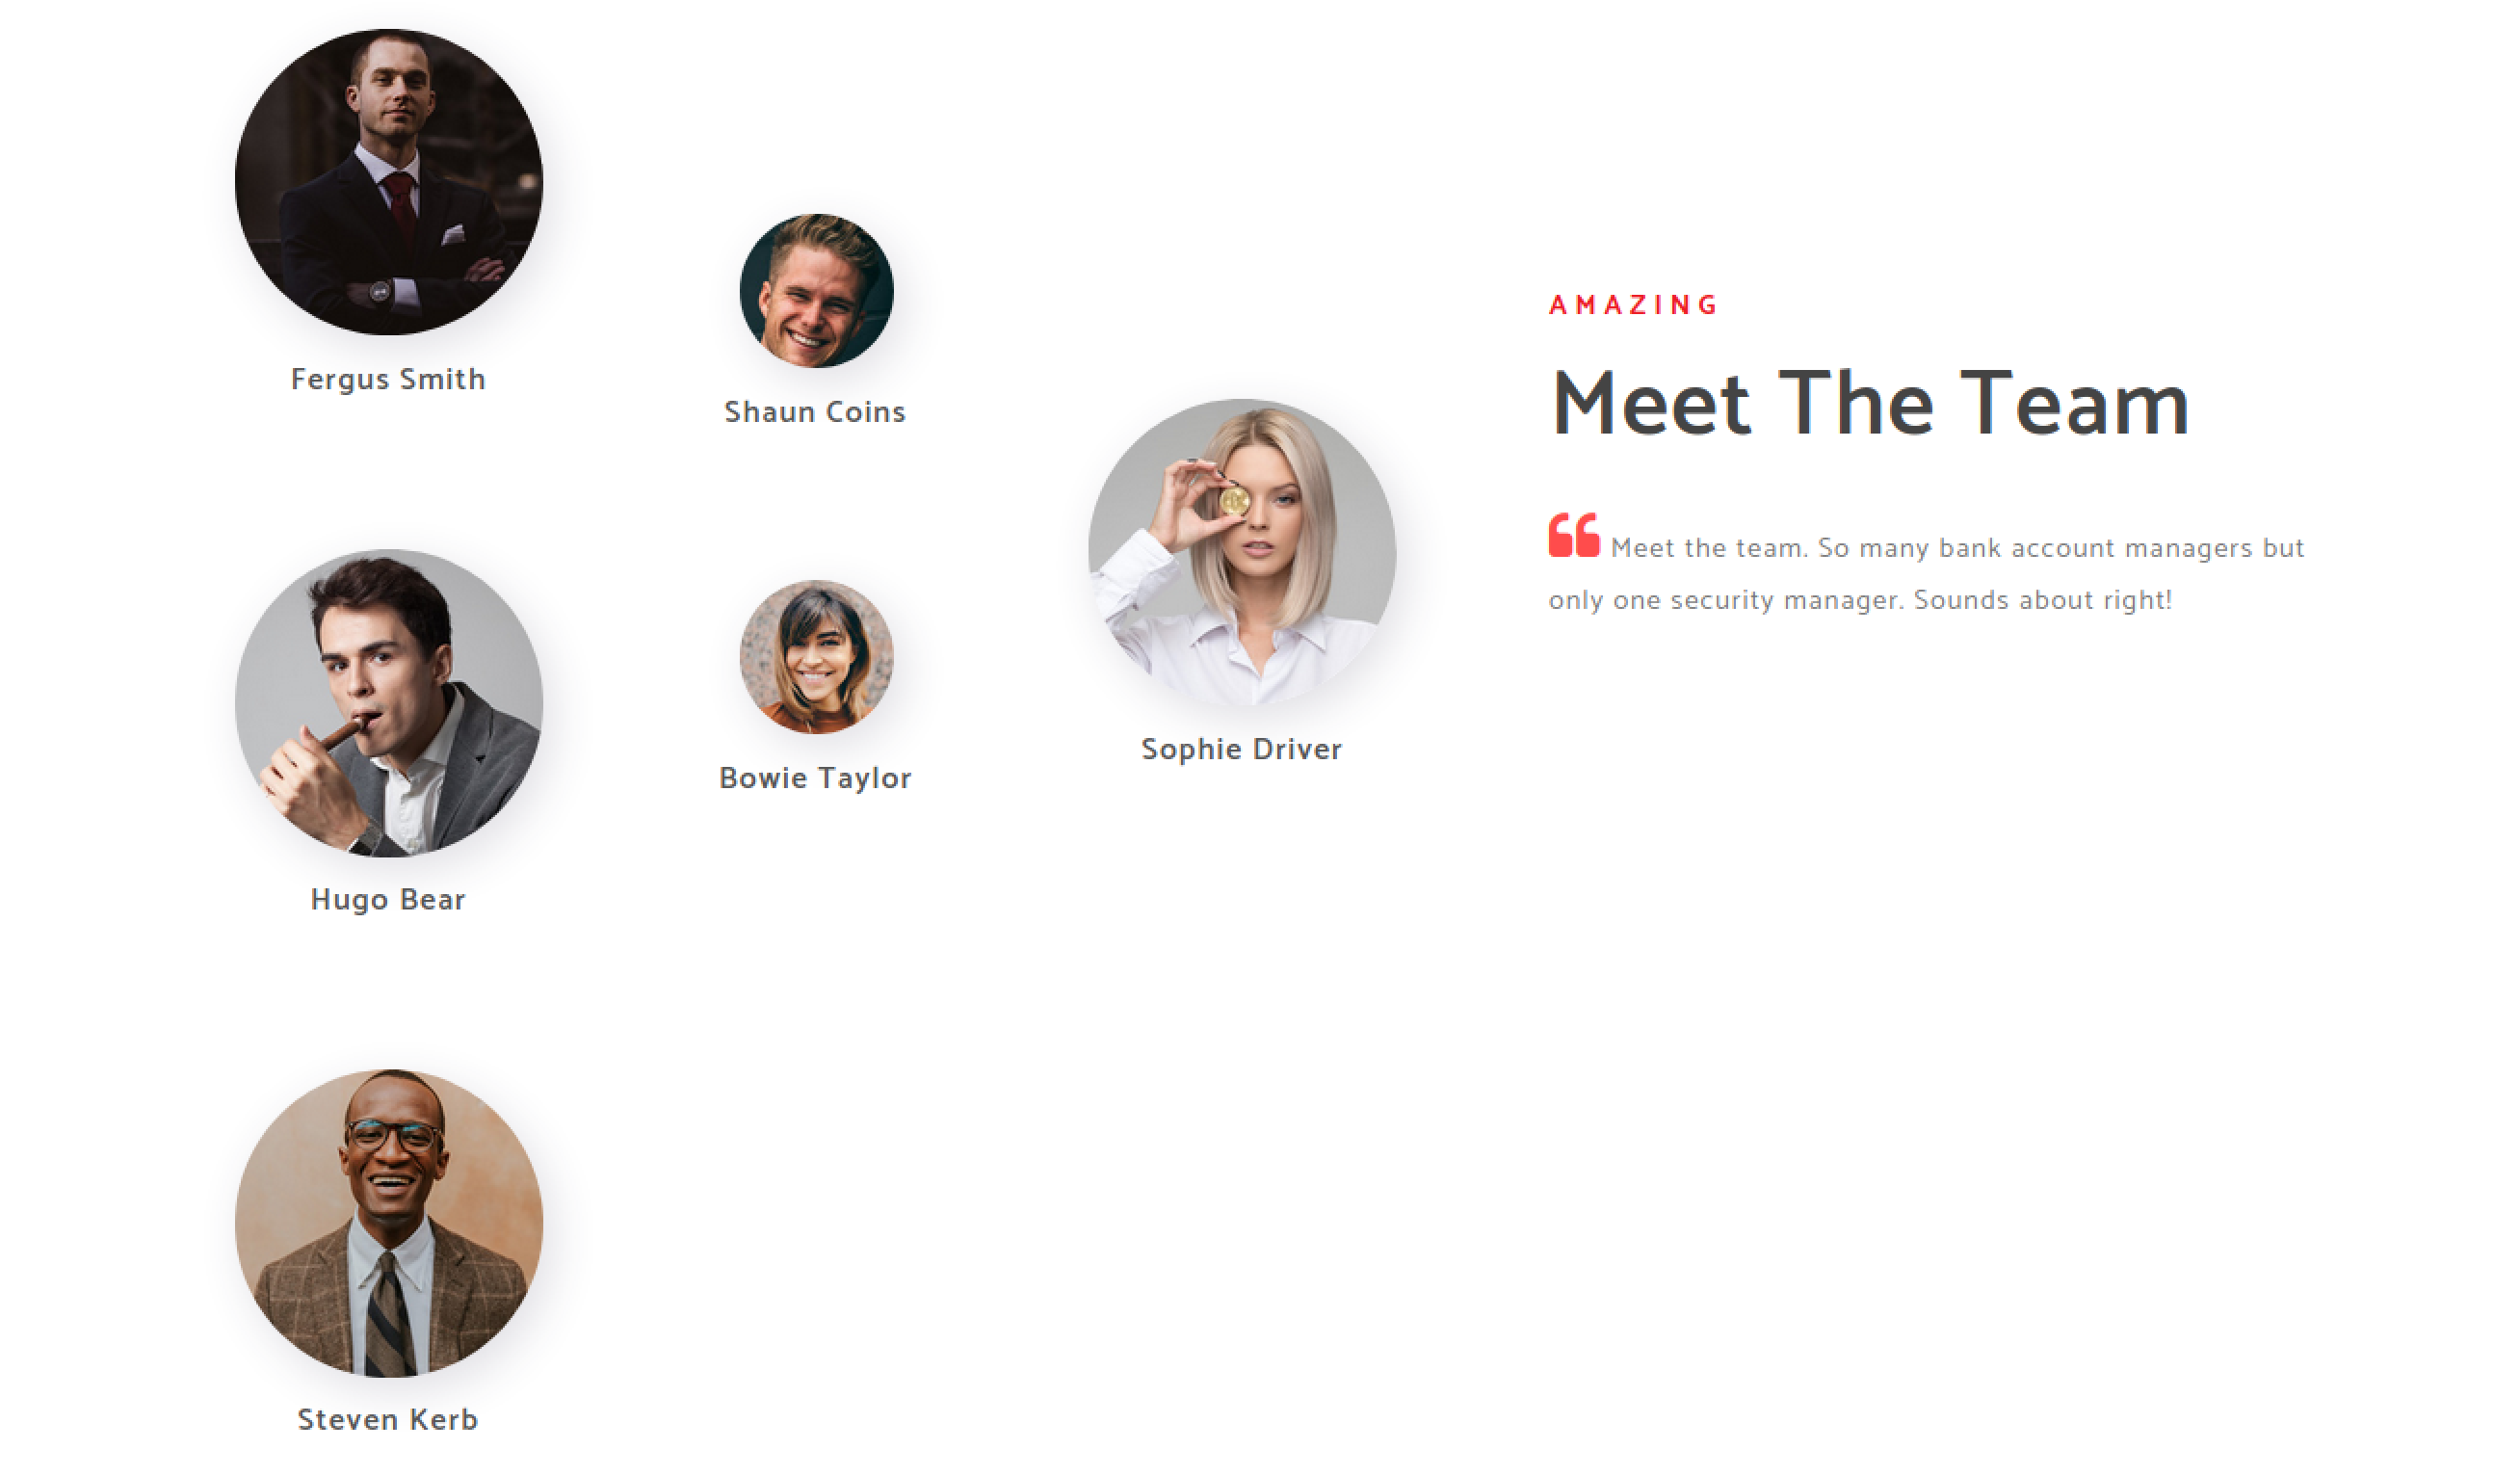 Fergus Smith
Shaun Coins
Hugo Bear
Bowie Taylor
Sophie Driver
Steven Kerb
AMAZING
Meet The Team
“ Meet the team. So many bank account managers but
only one security manager. Sounds about right!